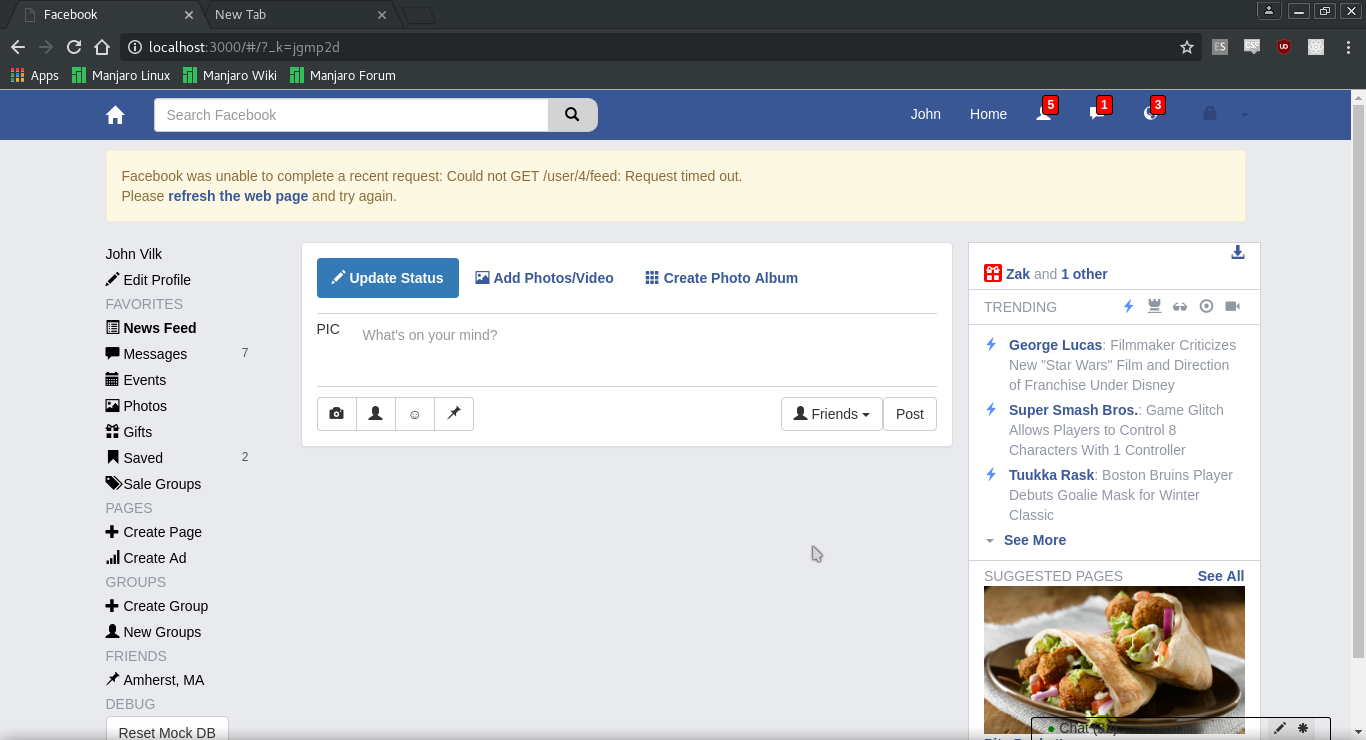 Facebook
New Tab
localhost:3000/#/?_k=jgmp2d
Apps
Manjaro Linux
Manjaro Wiki
Manjaro Forum
Search Facebook
John
Home
5
1
3
Facebook was unable to complete a recent request: Could not GET /user/4/feed: Request timed out.
Please refresh the web page and try again.
John Vilk
Edit Profile
FAVORITES
News Feed
Messages 7
Events
Photos
Gifts
Saved 2
Sale Groups
PAGES
Create Page
Create Ad
GROUPS
Create Group
New Groups
FRIENDS
Amherst, MA
DEBUG
Reset Mock DB
Update Status
Add Photos/Video
Create Photo Album
PIC
What's on your mind?
Friends
Post
Zak and 1 other
TRENDING
George Lucas: Filmmaker Criticizes
New "Star Wars" Film and Direction
of Franchise Under Disney
Super Smash Bros.: Game Glitch
Allows Players to Control 8
Characters With 1 Controller
Tuukka Rask: Boston Bruins Player
Debuts Goalie Mask for Winter
Classic
See More
SUGGESTED PAGES
See All
Chat